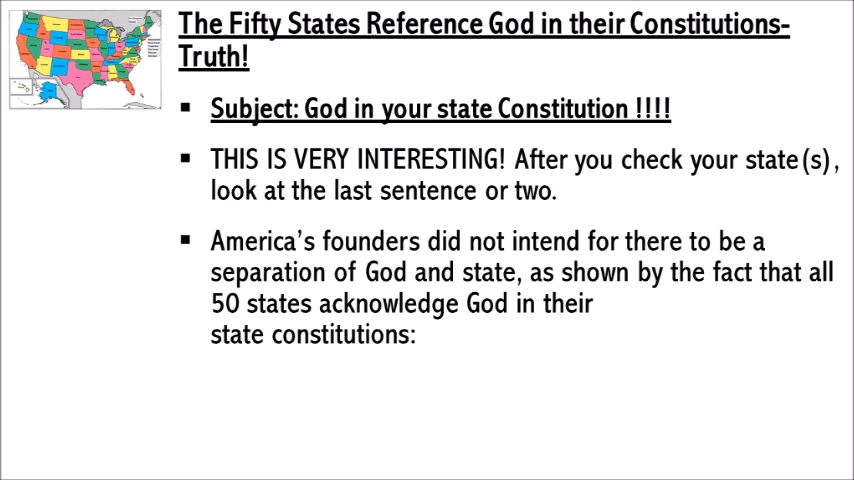 The Fifty States Reference God in their Constitutions-
Truth!
▪ Subject: God in your state Constitution !!!!
▪ THIS IS VERY INTERESTING! After you check your state(s),
look at the last sentence or two.
▪ America’s founders did not intend for there to be a
separation of God and state, as shown by the fact that all
50 states acknowledge God in their
state constitutions: